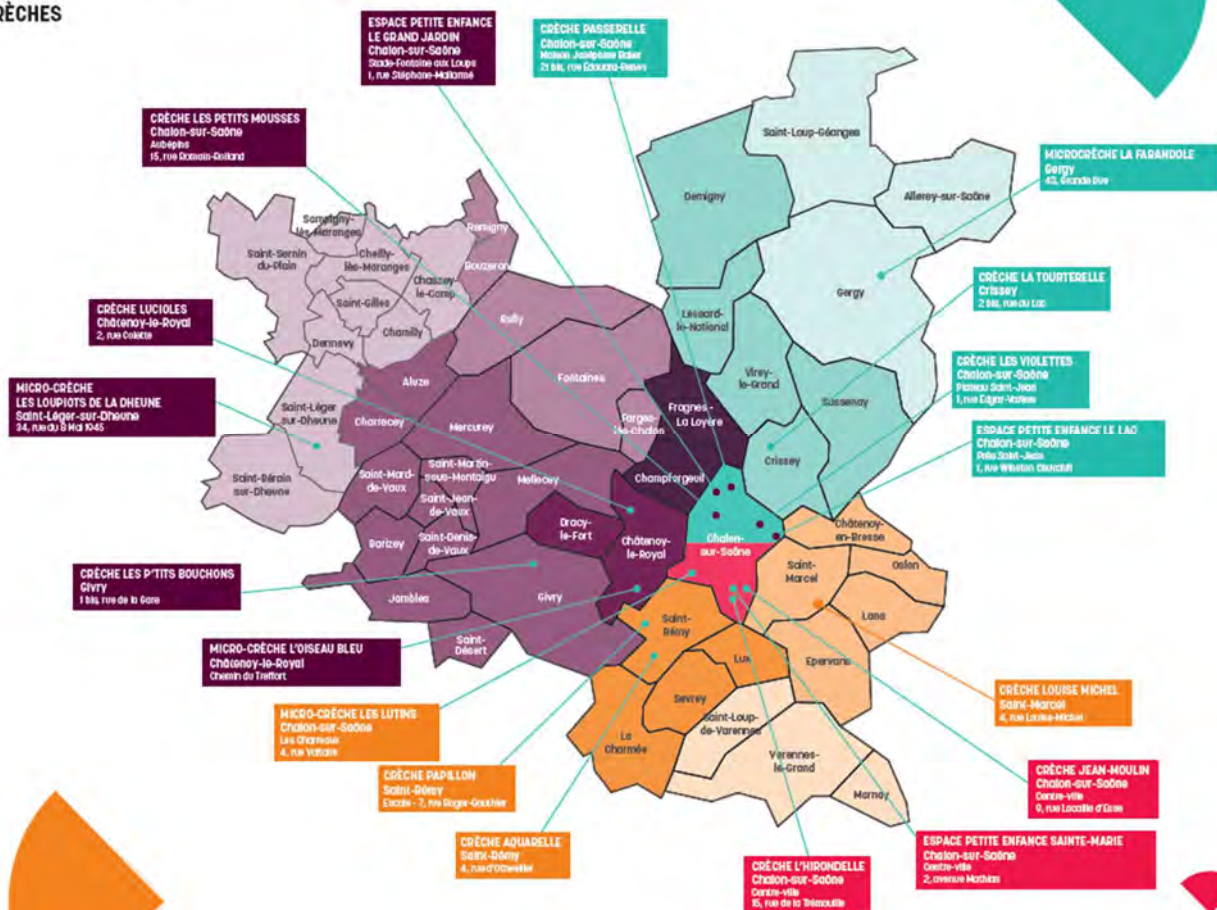 RÈCHES
ESPACE PETITE ENFANCE
LE GRAND JARDIN
Chalon-sur-Saône
Stade-Fontaine aux Loups
1, rue Stéphane-Mallarmé
CRÈCHE PASSERELLE
Chalon-sur-Saône
Maison Joséphine Baker
21 bis, rue Édouard-Benes
CRÈCHE LES PETITS MOUSSES
Chalon-sur-Saône
Aubépins
15, rue Romain-Rolland
MICROCRÈCHE LA FARANDOLE
Gergy
43, Grande Rue
CRÈCHE LA TOURTERELLE
Crissey
2 bis, rue du Lac
CRÈCHE LUCIOLES
Châtenoy-le-Royal
2, rue Colette
CRÈCHE LES VIOLETTES
Chalon-sur-Saône
Plateau Saint-Jean
1, rue Edgar-Varèse
MICRO-CRÈCHE
LES LOUPIOTS DE LA DHEUNE
Saint-Léger-sur-Dheune
34, rue du 8 Mai 1945
ESPACE PETITE ENFANCE LE LAC
Chalon-sur-Saône
Prés Saint-Jean
1, rue Winston Churchill
CRÈCHE LES P'TITS BOUCHONS
Givry
1 bis, rue de la Gare
MICRO-CRÈCHE L'OISEAU BLEU
Châtenoy-le-Royal
Chemin du Treffort
MICRO-CRÈCHE LES LUTINS
Chalon-sur-Saône
Les Charreaux
4, rue Voltaire
CRÈCHE PAPILLON
Saint-Rémy
Escale - 7, rue Roger-Gauthier
CRÈCHE AQUARELLE
Saint-Rémy
4, rue d'Ottweiler
CRÈCHE LOUISE MICHEL
Saint-Marcel
4, rue Louise-Michel
CRÈCHE JEAN-MOULIN
Chalon-sur-Saône
Centre-ville
9, rue Lacaille d'Esse
ESPACE PETITE ENFANCE SAINTE-MARIE
Chalon-sur-Saône
Centre-ville
2, avenue Mathias
CRÈCHE L'HIRONDELLE
Chalon-sur-Saône
Centre-ville
15, rue de la Trémouille
Saint-Loup-Géanges
Demigny
Allerey-sur-Saône
Gergy
Lessard-
le-National
Virey-
le-Grand
Sassenay
Crissey
Sampigny-
lès-Maranges
Saint-Sernin
du-Plain
Cheilly-
lès-Maranges
Remigny
Bouzeron
Chassey-
le-Camp
Saint-Gilles
Chamilly
Dennevy
Rully
Fontaines
Aluze
Farges-
lès-Chalon
Fragnes -
La Loyère
Saint-Léger
sur-Dheune
Charrecey
Mercurey
Champforgeuil
Saint-Bérain
sur-Dheune
Saint-Mard-
de-Vaux
Saint-Martin-
sous-Montaigu
Mellecey
Saint-Jean-
de-Vaux
Dracy-
le-Fort
Châtenoy-
le-Royal
Chalon-
sur-Saône
Barizey
Saint-Denis-
de-Vaux
Jambles
Givry
Saint-
Désert
Châtenoy-
en-Bresse
Saint-
Marcel
Oslon
Lans
Epervans
Saint-
Rémy
Lux
Sevrey
La
Charmée
Saint-Loup-
de-Varennes
Varennes-
le-Grand
Marnay